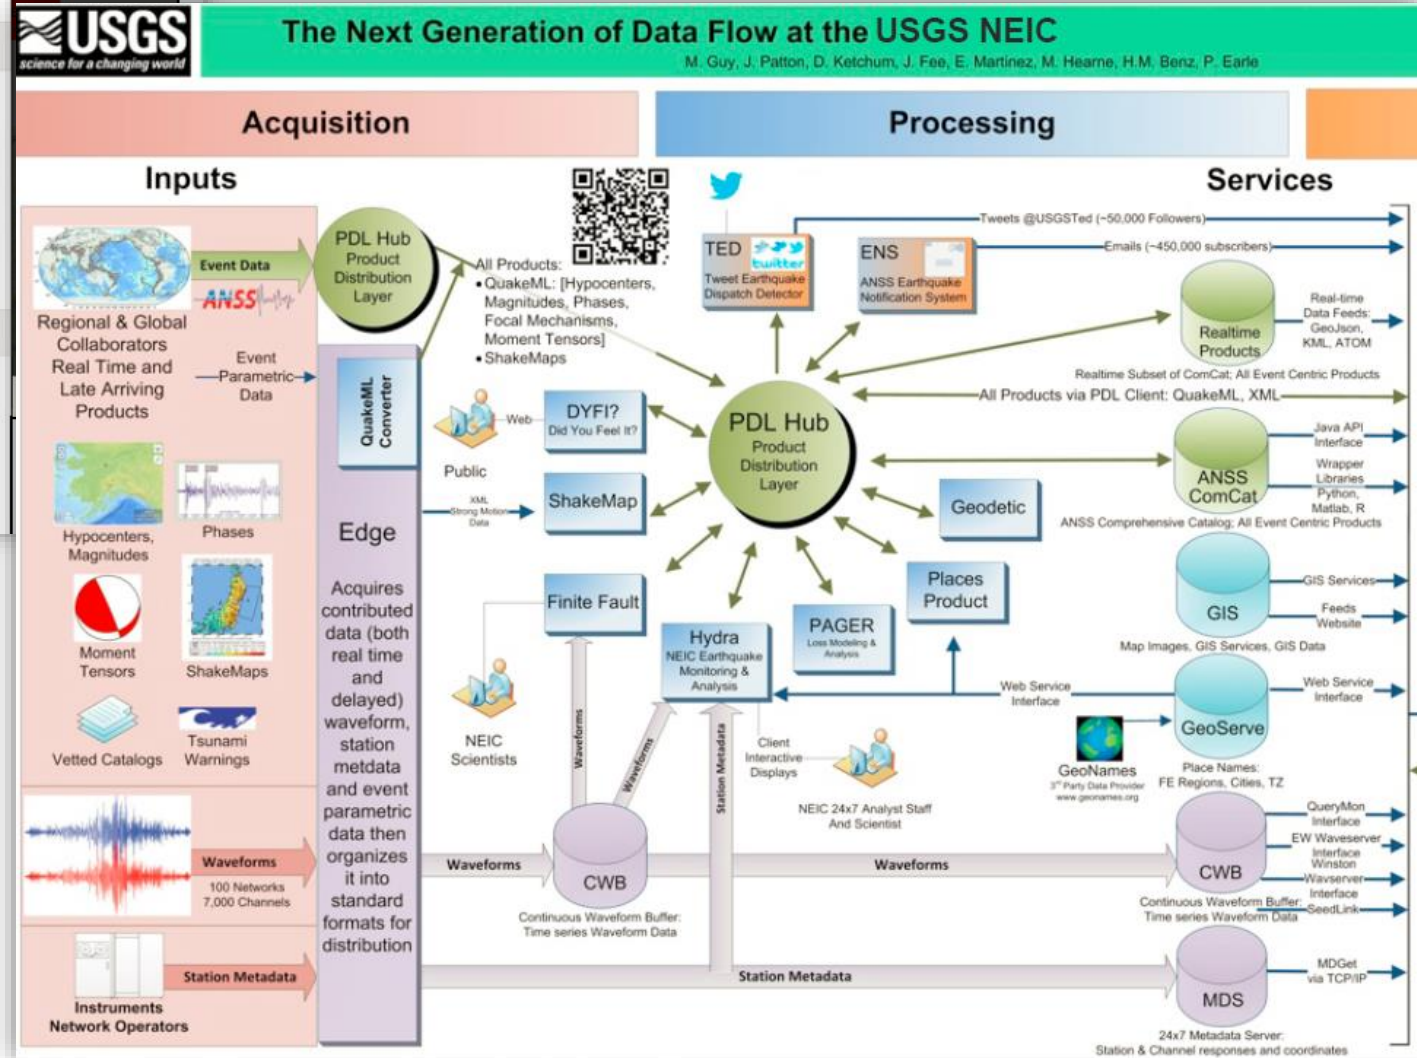 USGS
science for a changing world
The Next Generation of Data Flow at the USGS NEIC
M. Guy, J. Patton, D. Ketchum, J. Fee, E. Martinez, M. Hearne, H.M. Benz, P. Earle
Acquisition
Processing
Inputs
Services
Event Data
ANSS
Regional & Global
Collaborators
Real Time and
Late Arriving
Products
Event
Parametric
Data
Hypocenters,
Magnitudes
Phases
Moment
Tensors
ShakeMaps
Vetted Catalogs
Tsunami
Warnings
Waveforms
100 Networks
7,000 Channels
Station Metadata
Instruments
Network Operators
PDL Hub
Product
Distribution
Layer
QuakeML
Converter
Edge
Acquires
contributed
data (both
real time
and
delayed)
waveform,
station
metdata
and event
parametric
data then
organizes
it into
standard
formats for
distribution
All Products:
• QuakeML: [Hypocenters,
Magnitudes, Phases,
Focal Mechanisms,
Moment Tensors]
• ShakeMaps
Public
Web
DYFI?
Did You Feel It?
XML
Strong Motion
Data
ShakeMap
Finite Fault
NEIC
Scientists
Waveforms
Waveforms
Station Metadata
Waveforms
CWB
Continuous Waveform Buffer:
Time series Waveform Data
TED
twitter
Tweet Earthquake
Dispatch Detector
ENS
ANSS Earthquake
Notification System
PDL Hub
Product
Distribution
Layer
Hydra
NEIC Earthquake
Monitoring &
Analysis
PAGER
Loss Modeling &
Analysis
Places
Product
Geodetic
Client
Interactive
Displays
NEIC 24x7 Analyst Staff
And Scientist
Web Service
Interface
GeoNames
3rd Party Data Provider
www.geonames.org
Waveforms
Station Metadata
Tweets @USGSTed (~50,000 Followers)
Emails (~450,000 subscribers)
Realtime
Products
Real-time
Data Feeds:
GeoJson,
KML, ATOM
Realtime Subset of ComCat; All Event Centric Products
All Products via PDL Client: QuakeML, XML
ANSS
ComCat
Java API
Interface
Wrapper
Libraries
Python,
Matlab, R
ANSS Comprehensive Catalog; All Event Centric Products
GIS
GIS Services
Feeds
Website
Map Images, GIS Services, GIS Data
GeoServe
Web Service
Interface
Place Names:
FE Regions, Cities, TZ
CWB
QueryMon
Interface
EW Waveserver
Interface
Winston
Wavserver
Interface
SeedLink
Continuous Waveform Buffer:
Time series Waveform Data
MDS
MDGet
via TCP/IP
24x7 Metadata Server:
Station & Channel responses and coordinates